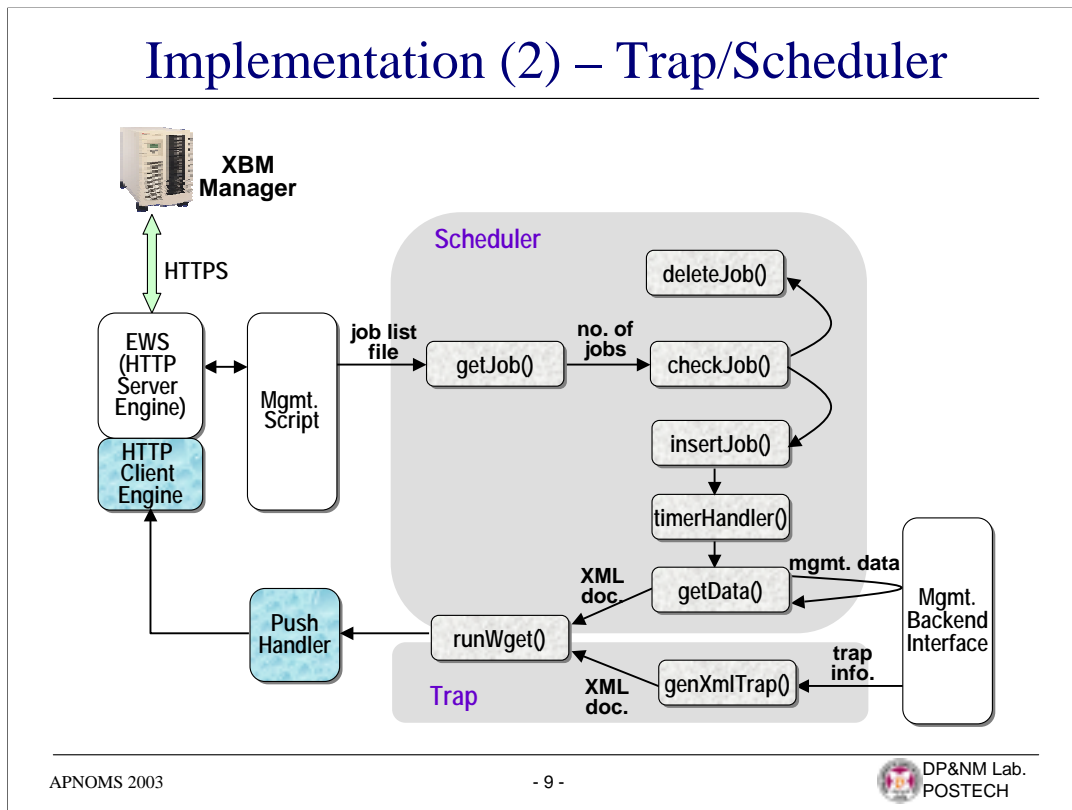 Implementation (2) – Trap/Scheduler
XBM
Manager
HTTPS
Scheduler
deleteJob()
EWS
(HTTP
Server
Engine)
HTTP
Client
Engine
Mgmt.
Script
job list
file
getJob()
no. of
jobs
checkJob()
insertJob()
timerHandler()
mgmt. data
getData()
XML
doc.
Mgmt.
Backend
Interface
Push
Handler
runWget()
trap
info.
genXmlTrap()
XML
doc.
Trap
APNOMS 2003
- 9 -
DP&NM Lab.
POSTECH